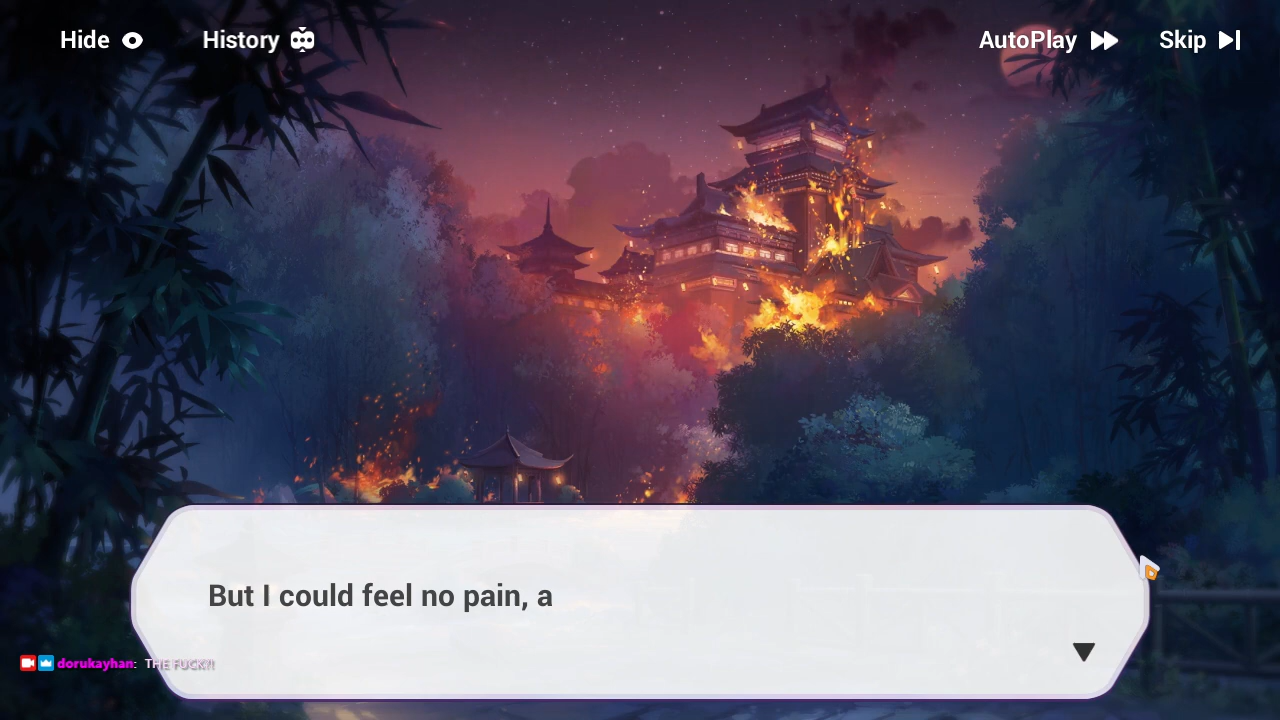 Hide
History
AutoPlay
Skip
But I could feel no pain, a
dorukayhan: THE FUCK?!